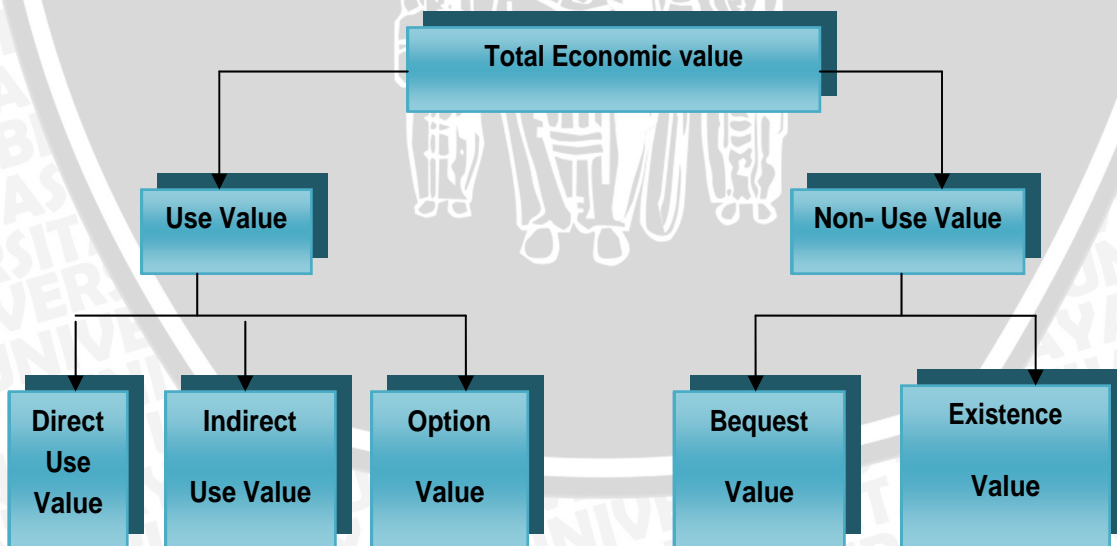 Total Economic value
Use Value
Non- Use Value
Direct
Use
Value
Indirect
Use Value
Option
Value
Bequest
Value
Existence
Value